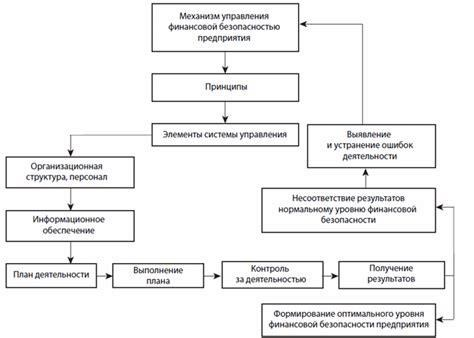 Механизм управления
финансовой безопасностью
предприятия
Принципы
Элементы системы управления
Выявление
и устранение ошибок
деятельности
Организационная
структура, персонал
Несоответствие результатов
нормальному уровню финансовой
безопасности
Информационное
обеспечение
План деятельности
Выполнение
плана
Контроль
за деятельностью
Получение
результатов
Формирование оптимального уровня
финансовой безопасности предприятия